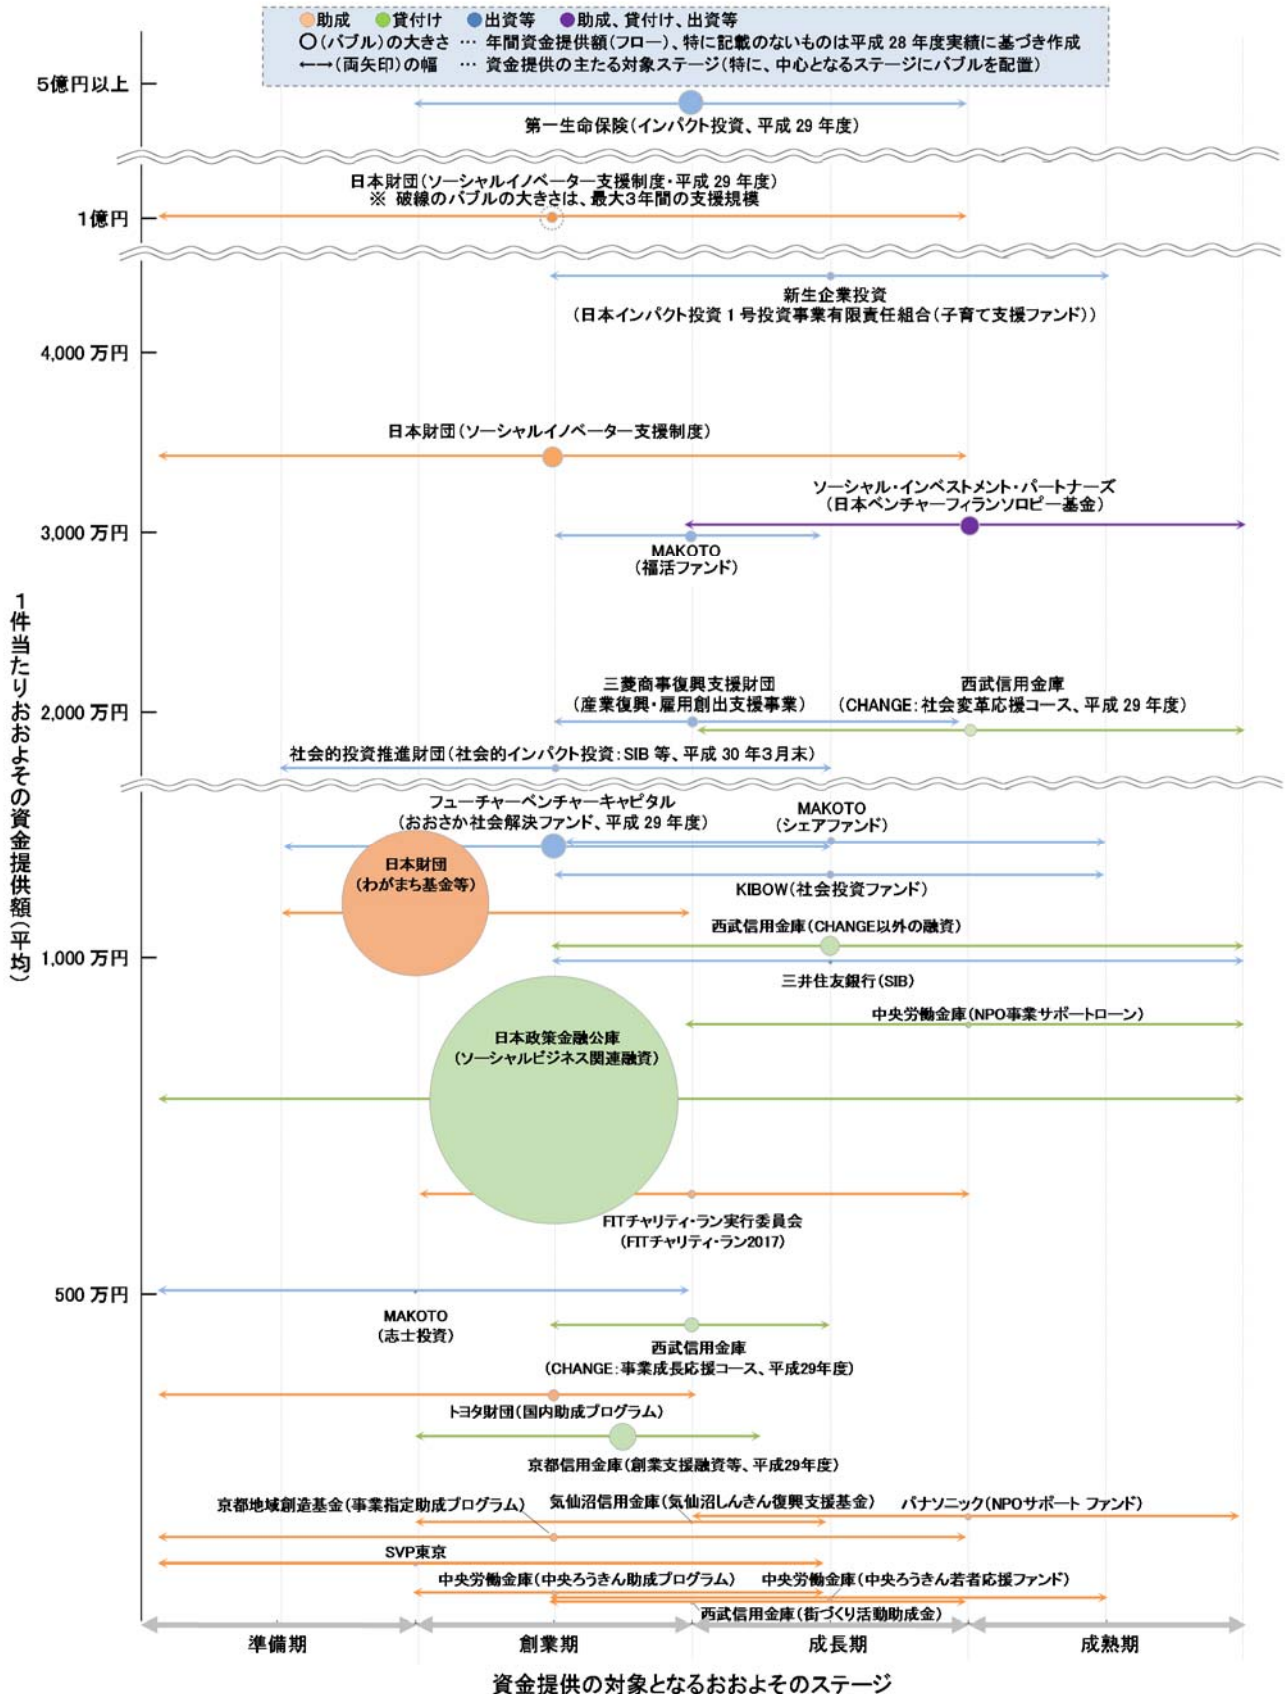 助成 貸付け 出資等 助成、貸付け、出資等
○(バブル)の大きさ … 年間資金提供額(フロー)、特に記載のないものは平成 28 年度実績に基づき作成
←→(両矢印)の幅 … 資金提供の主たる対象ステージ(特に、中心となるステージにバブルを配置)
5億円以上
第一生命保険(インパクト投資、平成 29 年度)
日本財団(ソーシャルイノベーター支援制度・平成 29 年度)
※ 破線のバブルの大きさは、最大3年間の支援規模
1億円
新生企業投資
(日本インパクト投資 1 号投資事業有限責任組合(子育て支援ファンド))
4,000 万円
日本財団(ソーシャルイノベーター支援制度)
ソーシャル・インベストメント・パートナーズ
(日本ベンチャーフィランソロピー基金)
3,000 万円
MAKOTO
(福活ファンド)
1件当たりおおよその資金提供額(平均)
三菱商事復興支援財団
(産業復興・雇用創出支援事業)
西武信用金庫
(CHANGE:社会変革応援コース、平成 29 年度)
2,000 万円
社会的投資推進財団(社会的インパクト投資:SIB 等、平成 30 年3月末)
フューチャーベンチャーキャピタル
(おおさか社会解決ファンド、平成 29 年度)
MAKOTO
(シェアファンド)
日本財団
(わがまち基金等)
KIBOW(社会投資ファンド)
西武信用金庫(CHANGE以外の融資)
1,000 万円
三井住友銀行(SIB)
中央労働金庫(NPO事業サポートローン)
日本政策金融公庫
(ソーシャルビジネス関連融資)
FITチャリティ・ラン実行委員会
(FITチャリティ・ラン2017)
500 万円
MAKOTO
(志士投資)
西武信用金庫
(CHANGE:事業成長応援コース、平成29年度)
トヨタ財団(国内助成プログラム)
京都信用金庫(創業支援融資等、平成29年度)
京都地域創造基金(事業指定助成プログラム)
気仙沼信用金庫(気仙沼しんきん復興支援基金)
パナソニック(NPOサポート ファンド)
SVP東京
中央労働金庫(中央ろうきん助成プログラム)
中央労働金庫(中央ろうきん若者応援ファンド)
西武信用金庫(街づくり活動助成金)
準備期 創業期 成長期 成熟期
資金提供の対象となるおおよそのステージ